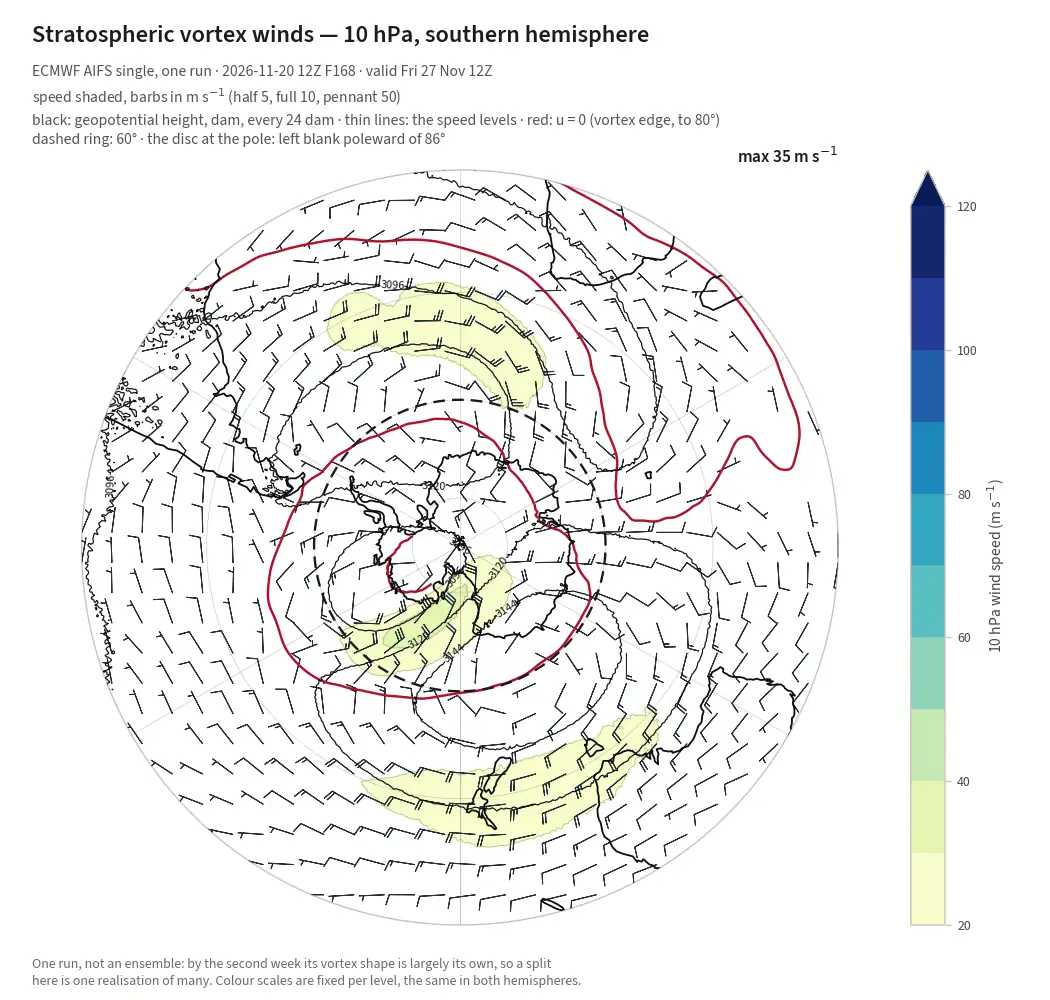 Stratospheric vortex winds — 10 hPa, southern hemisphere
ECMWF AIFS single, one run · 2026-11-20 12Z F168 · valid Fri 27 Nov 12Z
speed shaded, barbs in m s⁻¹ (half 5, full 10, pennant 50)
black: geopotential height, dam, every 24 dam · thin lines: the speed levels · red: u = 0 (vortex edge, to 80°)
dashed ring: 60° · the disc at the pole: left blank poleward of 86°
max 35 m s⁻¹
120
100
80
60
40
20
10 hPa wind speed (m s⁻¹)
3096
3096
3120
3120
3144
3120
3144
One run, not an ensemble: by the second week its vortex shape is largely its own, so a split
here is one realisation of many. Colour scales are fixed per level, the same in both hemispheres.